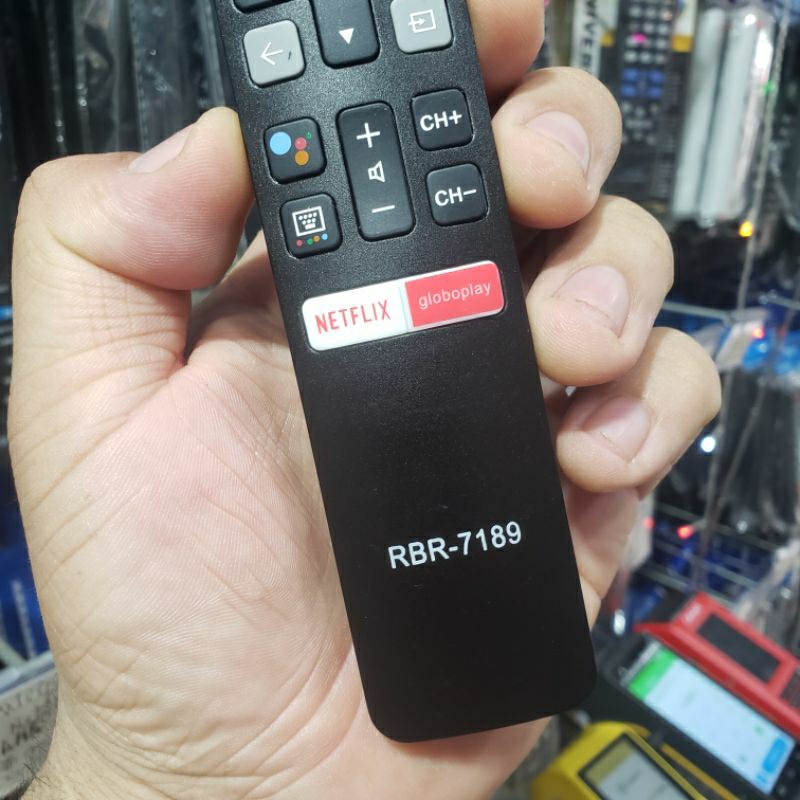 CH+
+
CH−
−
NETFLIX
globoplay
RBR-7189